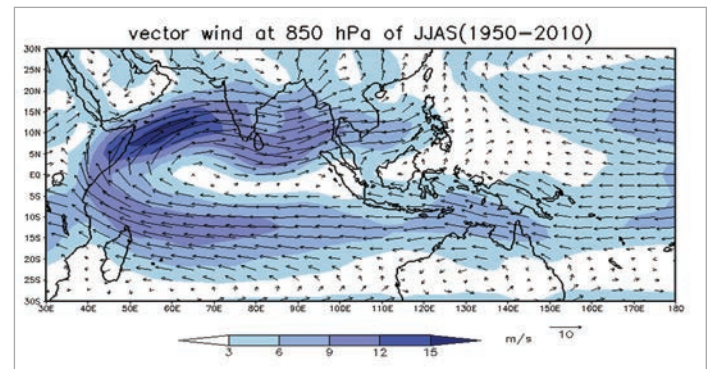 vector wind at 850 hPa of JJAS(1950−2010)
30N
25N
20N
15N
10N
5N
EQ
5S
10S
15S
20S
25S
30S
30E 40E 50E 60E 70E 80E 90E 100E 110E 120E 130E 140E 150E 160E 170E 180
3 6 9 12 15 m/s 10